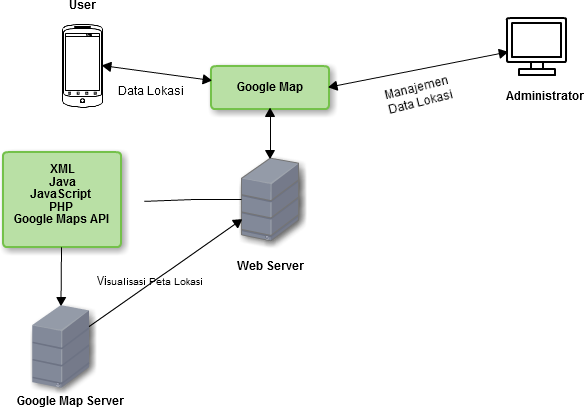 User
Data Lokasi
Google Map
Manajemen
Data Lokasi
Administrator
XML
Java
JavaScript
PHP
Google Maps API
Web Server
Visualisasi Peta Lokasi
Google Map Server